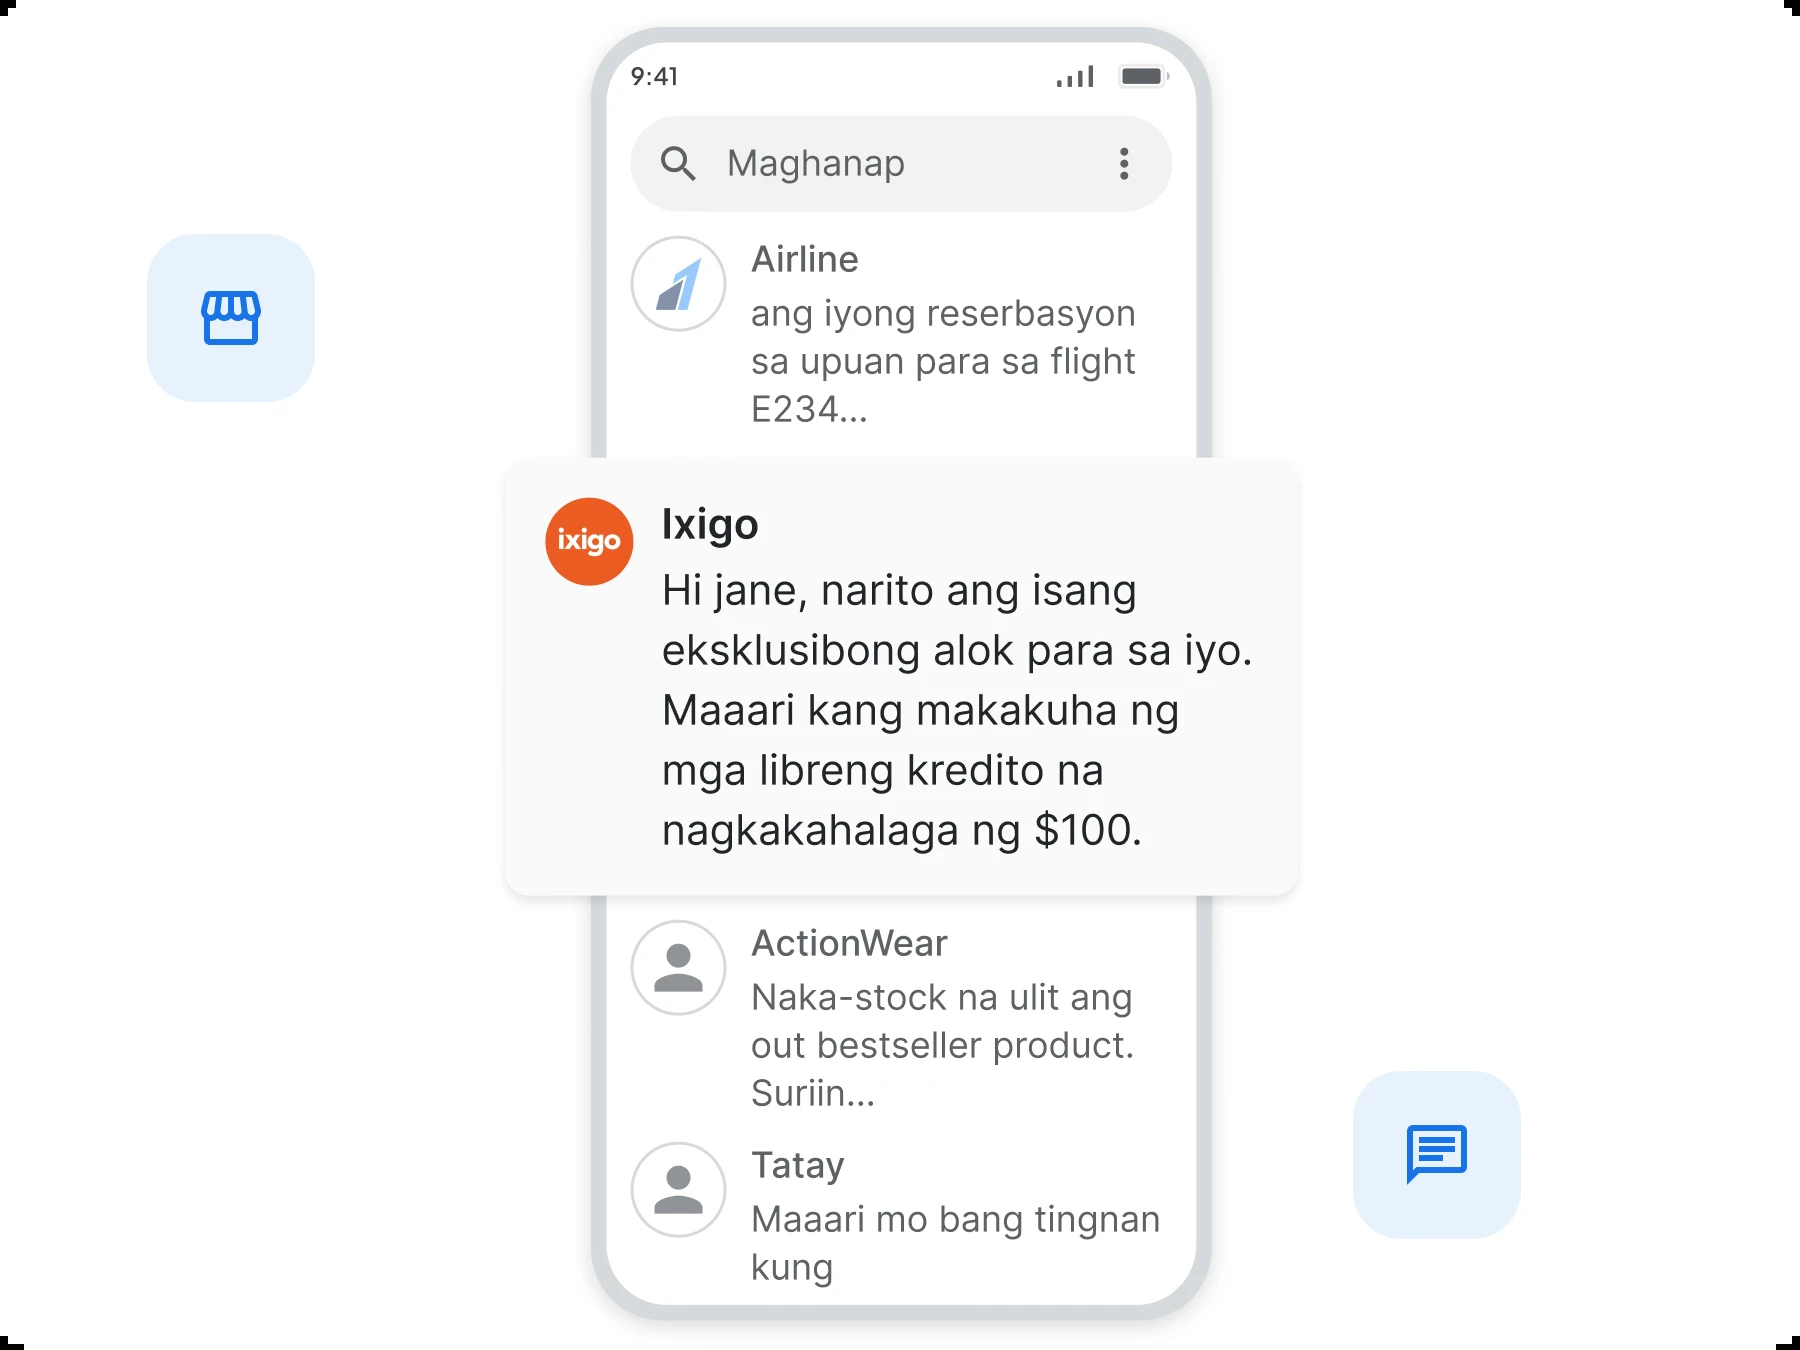 9:41
Maghanap
Airline
ang iyong reserbasyon
sa upuan para sa flight
E234...
ixigo
Ixigo
Hi jane, narito ang isang
eksklusibong alok para sa iyo.
Maaari kang makakuha ng
mga libreng kredito na
nagkakahalaga ng $100.
ActionWear
Naka-stock na ulit ang
out bestseller product.
Suriin...
Tatay
Maaari mo bang tingnan
kung